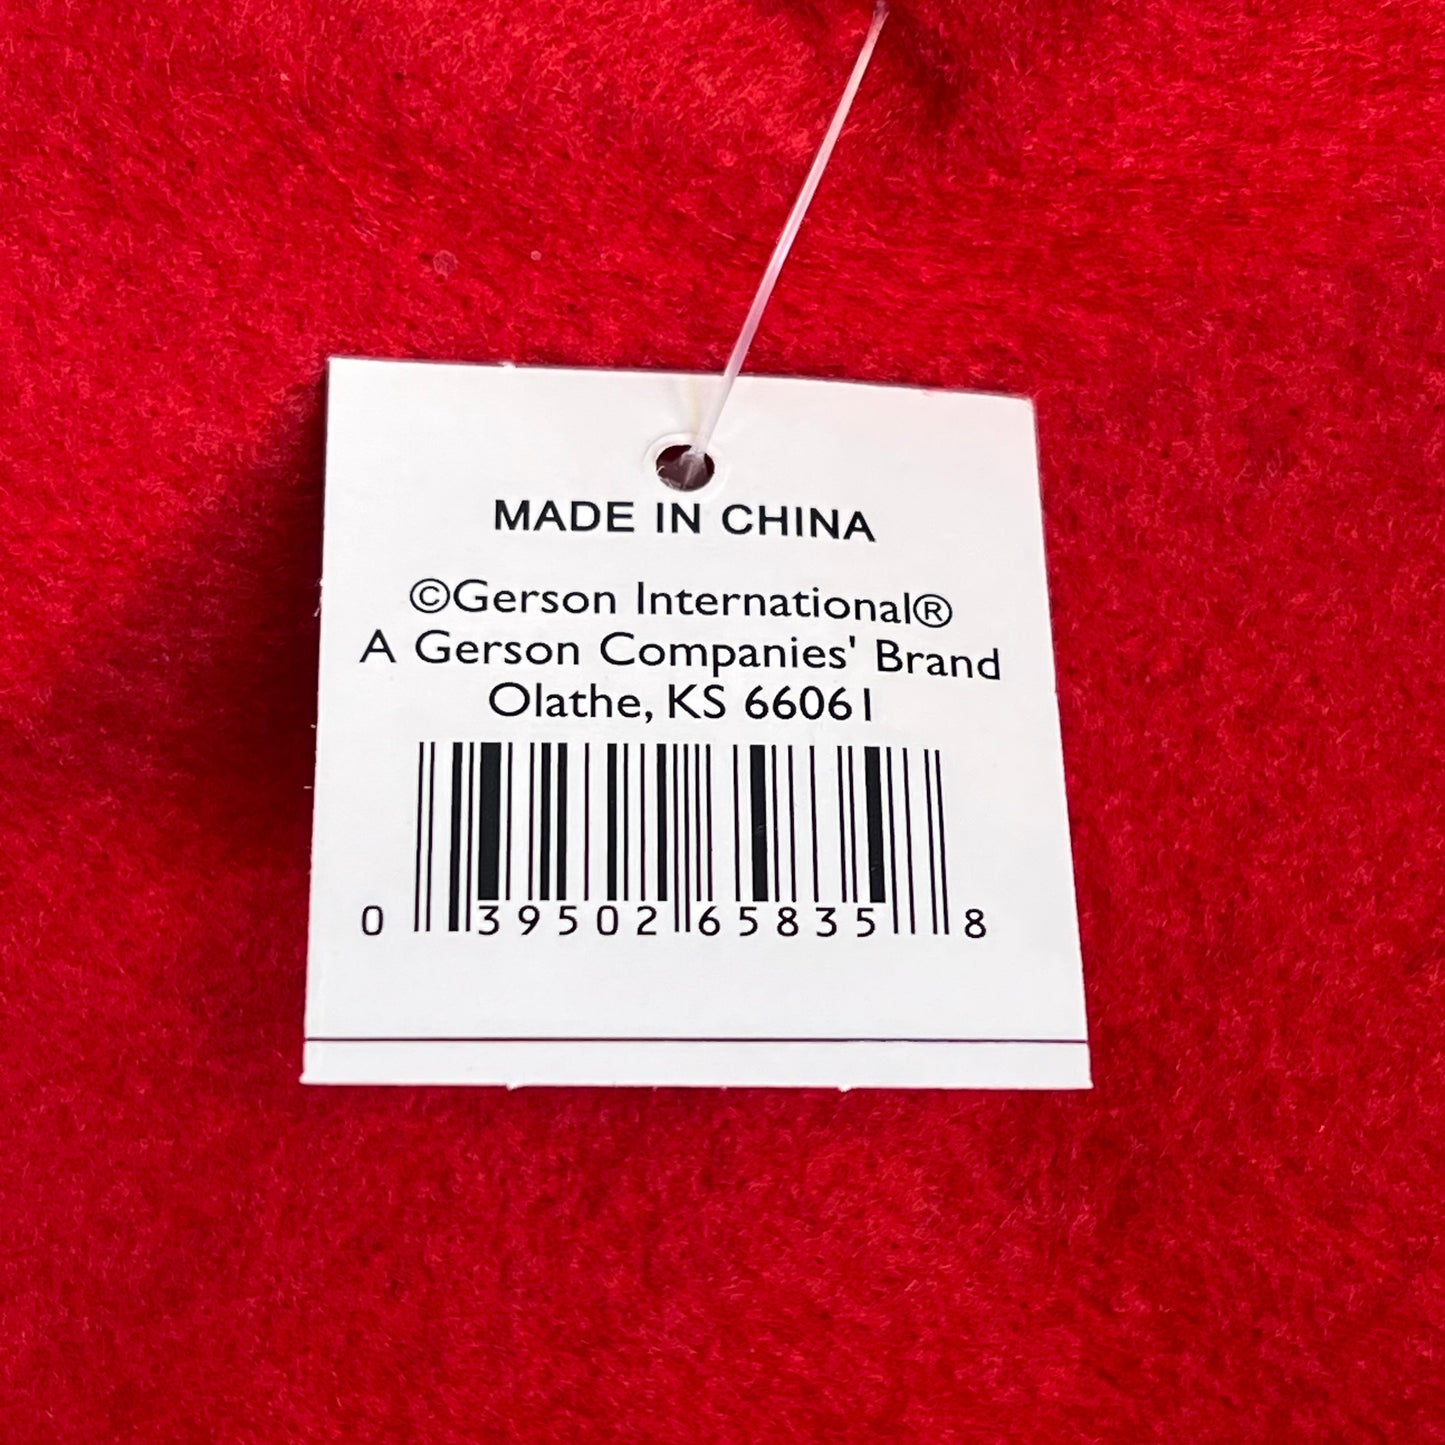 MADE IN CHINA
©Gerson International®
A Gerson Companies' Brand
Olathe, KS 66061
0 39502 65835 8